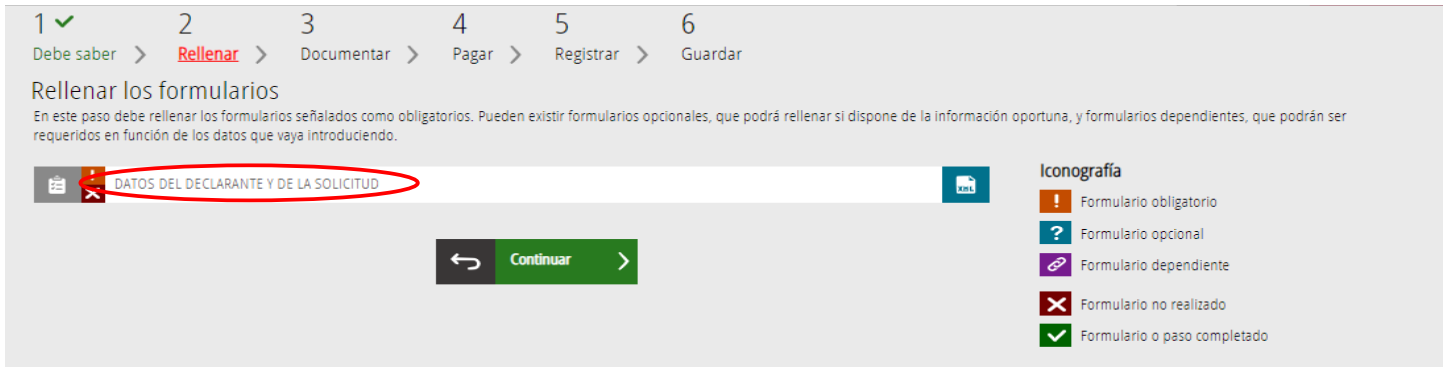 1 2 3 4 5 6
Debe saber Rellenar Documentar Pagar Registrar Guardar
Rellenar los formularios
En este paso debe rellenar los formularios señalados como obligatorios. Pueden existir formularios opcionales, que podrá rellenar si dispone de la información oportuna, y formularios dependientes, que podrán ser
requeridos en función de los datos que vaya introduciendo.
DATOS DEL DECLARANTE Y DE LA SOLICITUD
XML
Continuar
Iconografía
! Formulario obligatorio
? Formulario opcional
Formulario dependiente
Formulario no realizado
Formulario o paso completado